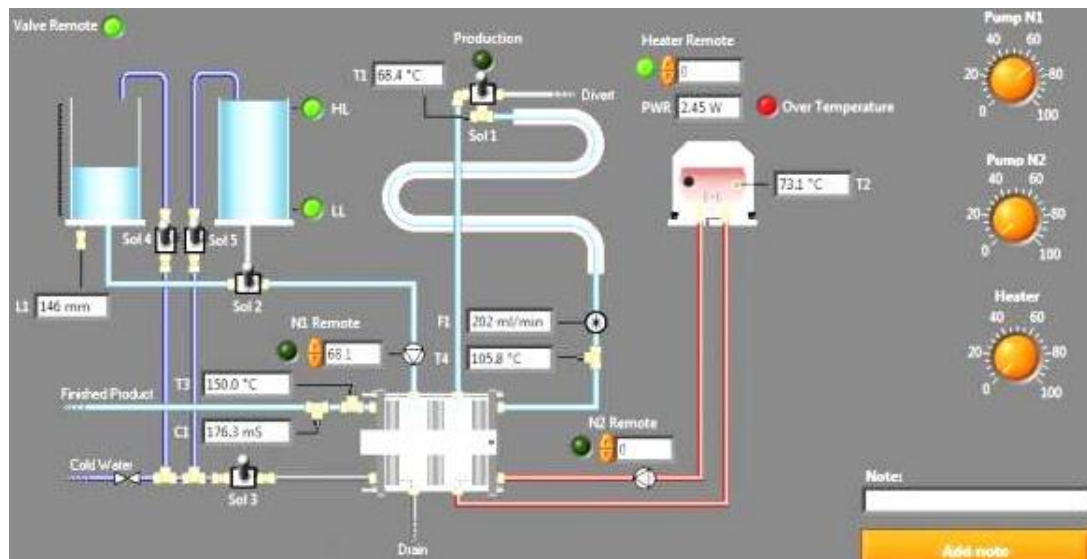 Valve Remote
Production
Heater Remote
Pump N1
T1 68.4 °C
0
40 60
20 80
0 100
PWR 2.45 W
Over Temperature
HL
Divert
Sol 1
Pump N2
40 60
20 80
0 100
73.1 °C T2
LL
Sol 4
Sol 5
L1 146 mm
Sol 2
Heater
40 60
20 80
0 100
N1 Remote
68.1
F1 202 ml/min
T4 105.8 °C
T3 150.0 °C
Finished Product
C1 176.3 mS
N2 Remote
0
Cold Water
Sol 3
Note:
Drain
Add note